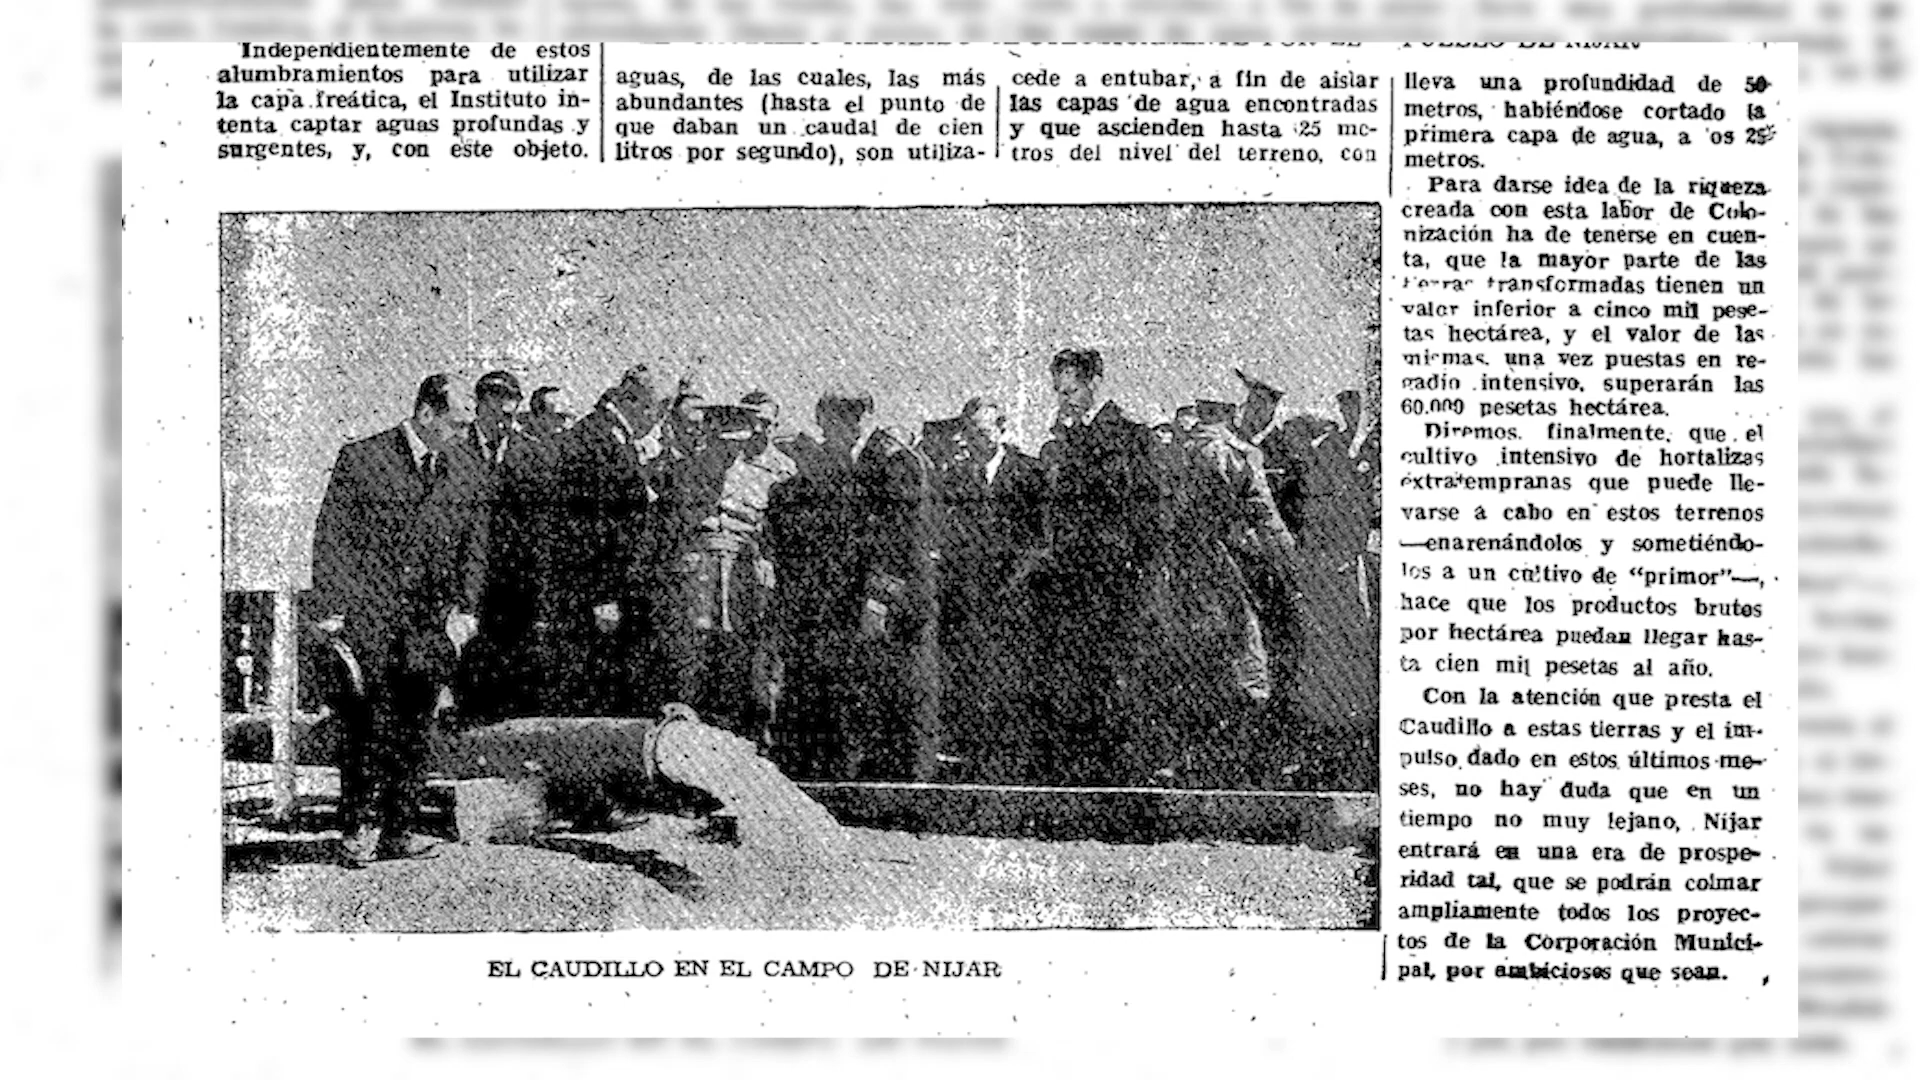 Independientemente de estos
alumbramientos para utilizar
la capa freática, el Instituto in-
tenta captar aguas profundas y
surgentes, y, con este objeto.
aguas, de las cuales, las más
abundantes (hasta el punto de
que daban un caudal de cien
litros por segundo), son utiliza-
cede a entubar, a fin de aislar
las capas de agua encontradas
y que ascienden hasta 25 me-
tros del nivel del terreno, con
PUEBLO DE NIJAR
lleva una profundidad de 50
metros, habiéndose cortado la
primera capa de agua, a os 25
metros.
Para darse idea de la riqueza
creada con esta labor de Colo-
nización ha de tenerse en cuen-
ta, que la mayor parte de las
transformadas tienen un
valor inferior a cinco mil pese-
tas hectárea, y el valor de las
mismas, una vez puestas en re-
gadío intensivo, superarán las
60.000 pesetas hectárea.
Diremos, finalmente, que el
cultivo intensivo de hortalizas
extratempranas que puede lle-
varse a cabo en estos terrenos
—enarenándolos y sometiéndo-
los a un cultivo de "primor"—,
hace que los productos brutos
por hectárea puedan llegar has-
ta cien mil pesetas al año.
Con la atención que presta el
Caudillo a estas tierras y el im-
pulso dado en estos últimos me-
ses, no hay duda que en un
tiempo no muy lejano, Níjar
entrará en una era de prospe-
ridad tal, que se podrán colmar
ampliamente todos los proyec-
tos de la Corporación Munici-
pal, por ambiciosos que sean.
EL CAUDILLO EN EL CAMPO DE NIJAR